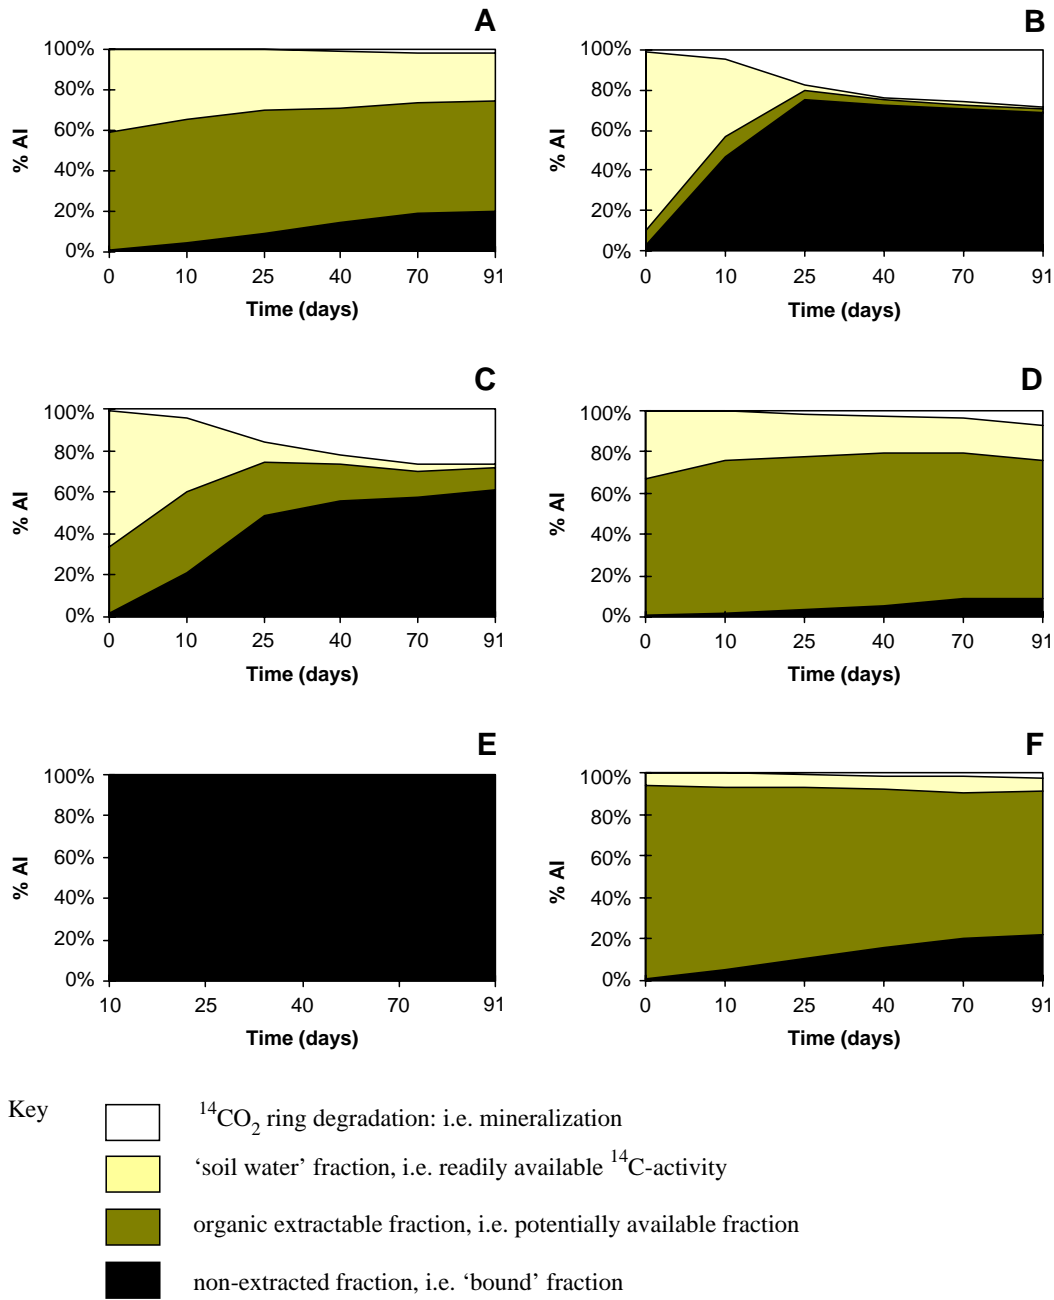 A
B
100%
80%
60%
40%
20%
0%
% AI
0 10 25 40 70 91
Time (days)
100%
80%
60%
40%
20%
0%
% AI
0 10 25 40 70 91
Time (days)
C
D
100%
80%
60%
40%
20%
0%
% AI
0 10 25 40 70 91
Time (days)
100%
80%
60%
40%
20%
0%
% AI
0 10 25 40 70 91
Time (days)
E
F
100%
80%
60%
40%
20%
0%
% AI
10 25 40 70 91
Time (days)
100%
80%
60%
40%
20%
0%
% AI
0 10 25 40 70 91
Time (days)
Key
¹⁴CO₂ ring degradation: i.e. mineralization
‘soil water’ fraction, i.e. readily available ¹⁴C-activity
organic extractable fraction, i.e. potentially available fraction
non-extracted fraction, i.e. ‘bound’ fraction